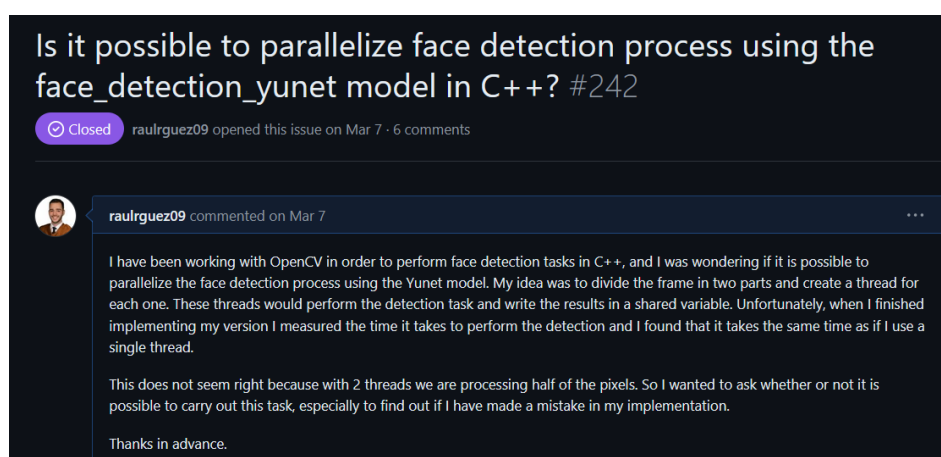 Is it possible to parallelize face detection process using the
face_detection_yunet model in C++? #242
Closed raulrguez09 opened this issue on Mar 7 · 6 comments
raulrguez09 commented on Mar 7
I have been working with OpenCV in order to perform face detection tasks in C++, and I was wondering if it is possible to
parallelize the face detection process using the Yunet model. My idea was to divide the frame in two parts and create a thread for
each one. These threads would perform the detection task and write the results in a shared variable. Unfortunately, when I finished
implementing my version I measured the time it takes to perform the detection and I found that it takes the same time as if I use a
single thread.
This does not seem right because with 2 threads we are processing half of the pixels. So I wanted to ask whether or not it is
possible to carry out this task, especially to find out if I have made a mistake in my implementation.
Thanks in advance.